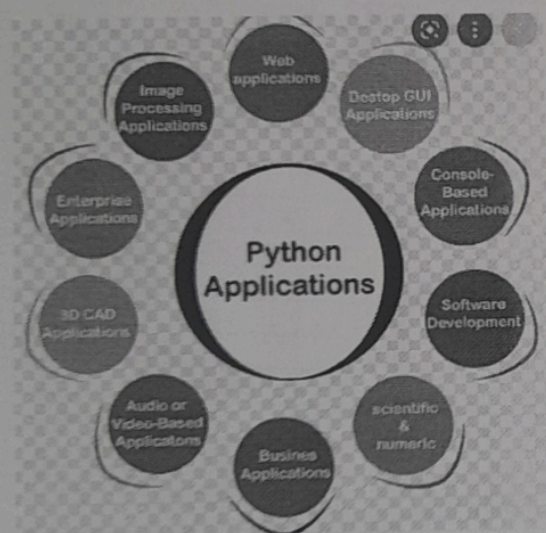 Web
applications
Destop GUI
Applications
Console-
Based
Applications
Software
Development
scientific
&
numeric
Busines
Applications
Audio or
Video-Based
Applicatons
3D CAD
Applications
Enterprise
Applications
Image
Processing
Applications
Python
Applications